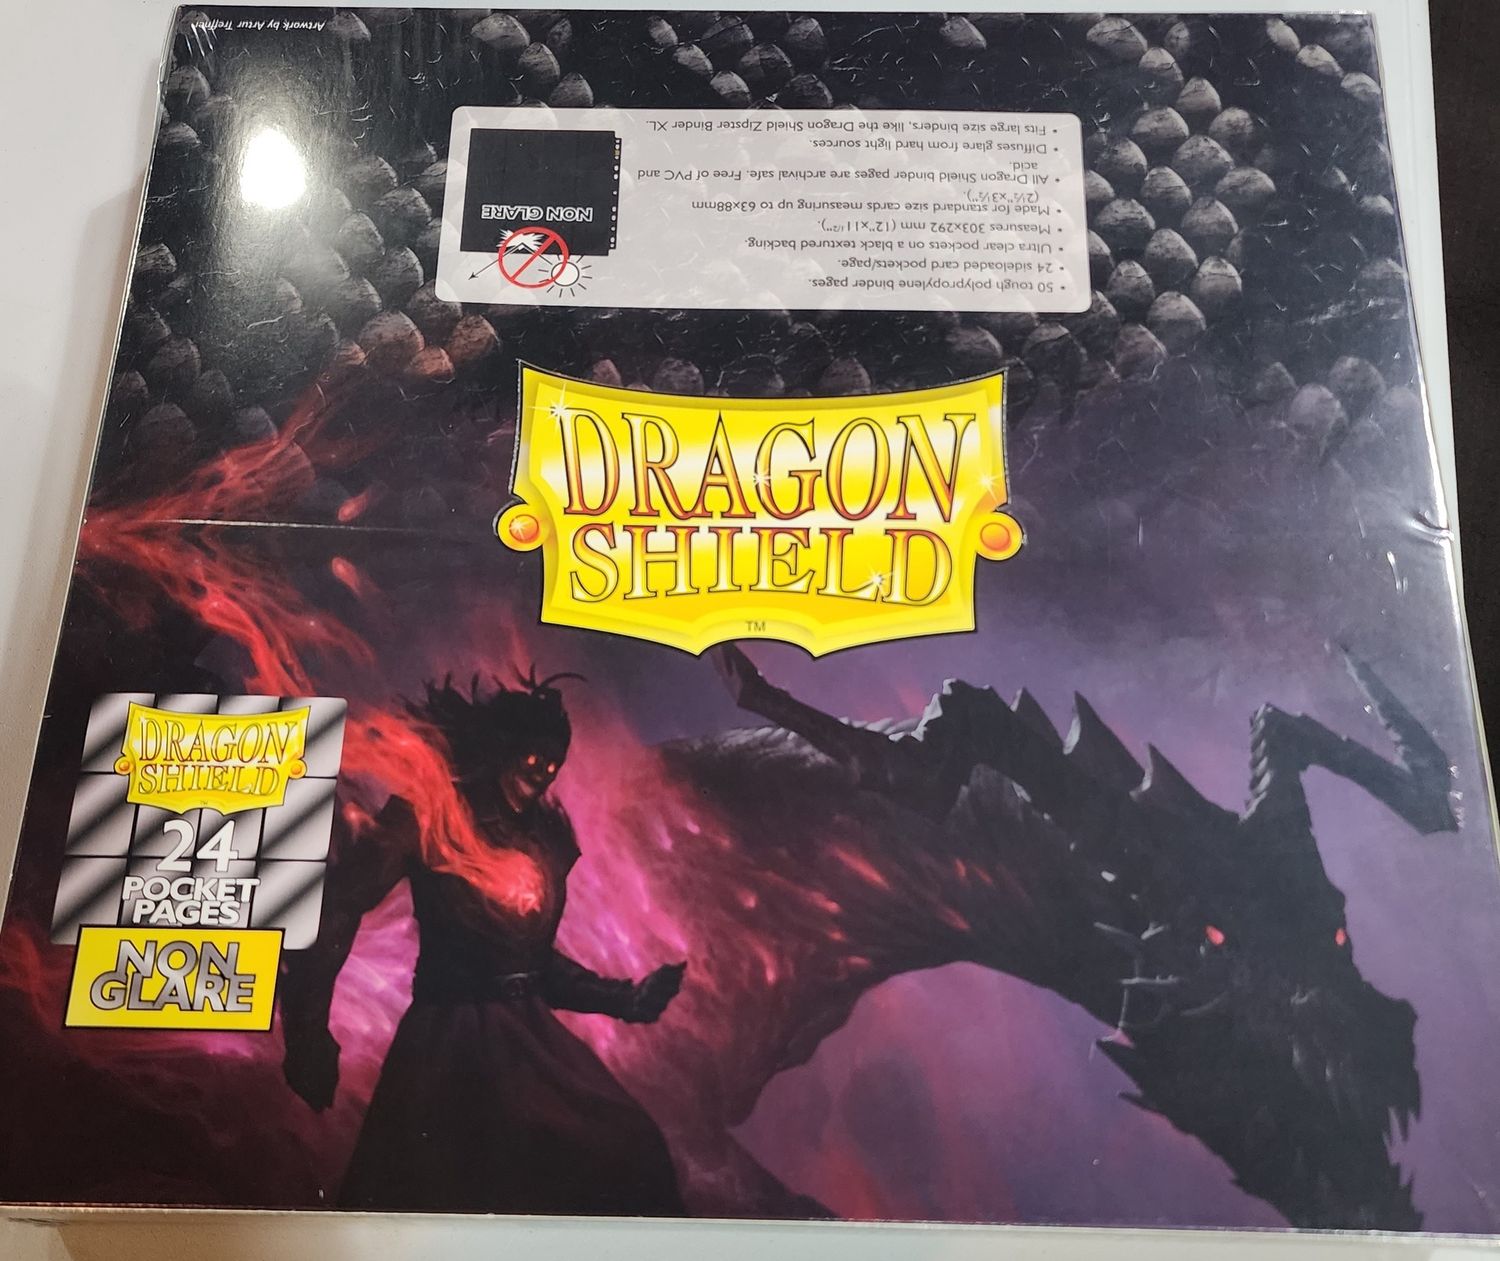 Artwork by Artur Treffner
• 50 tough polypropylene binder pages.
• 24 sideloaded card pockets/page.
• Ultra clear pockets on a black textured backing.
• Measures 303x292 mm (12"x11 1/2").
• Made for standard size cards measuring up to 63x88mm
(2½"x3½").
• All Dragon Shield binder pages are archival safe. Free of PVC and
acid.
• Diffuses glare from hard light sources.
• Fits large size binders, like the Dragon Shield Zipster Binder XL.
NON GLARE
DRAGON
SHIELD
TM
DRAGON
SHIELD
TM
24
POCKET
PAGES
NON
GLARE